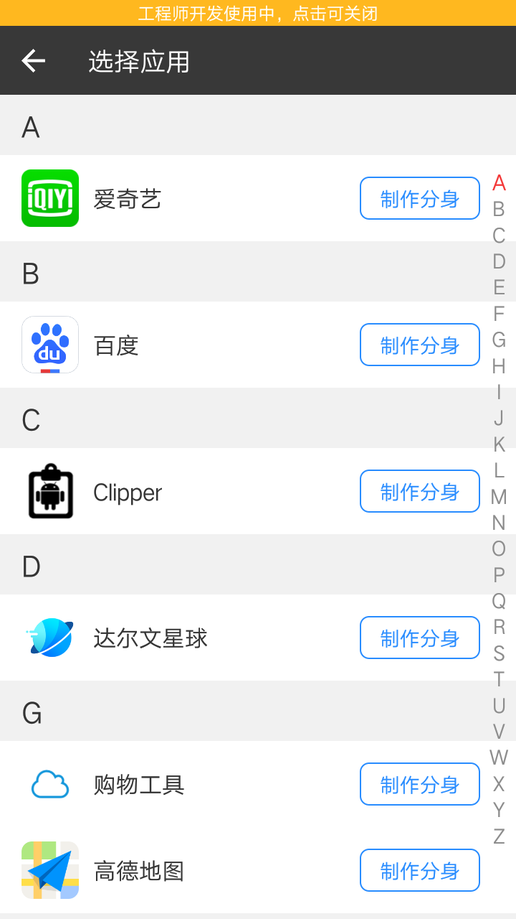 工程师开发使用中，点击可关闭
选择应用
A
iQIYI
爱奇艺
制作分身
B
du
百度
制作分身
C
Clipper
制作分身
D
达尔文星球
制作分身
G
购物工具
制作分身
高德地图
制作分身
A
B
C
D
E
F
G
H
I
J
K
L
M
N
O
P
Q
R
S
T
U
V
W
X
Y
Z